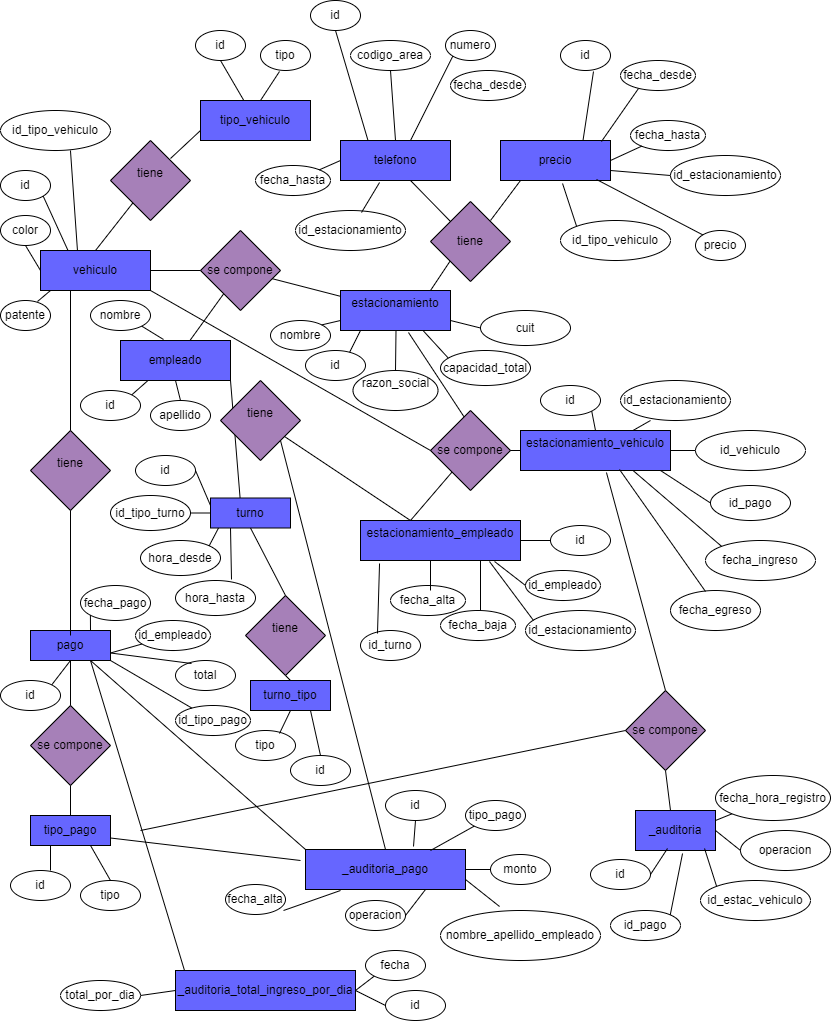 id
id
tipo
codigo_area
numero
id
fecha_desde
fecha_desde
tipo_vehiculo
id_tipo_vehiculo
fecha_hasta
telefono
precio
tiene
fecha_hasta
id_estacionamiento
id
color
id_estacionamiento
tiene
id_tipo_vehiculo
precio
vehiculo
se compone
estacionamiento
patente
nombre
nombre
cuit
empleado
id
capacidad_total
razon_social
id
apellido
tiene
id
id_estacionamiento
estacionamiento_vehiculo
se compone
id_vehiculo
tiene
id
id_pago
id_tipo_turno
turno
estacionamiento_empleado
id
hora_desde
fecha_ingreso
id_empleado
hora_hasta
fecha_alta
fecha_pago
fecha_egreso
fecha_baja
id_estacionamiento
tiene
id_empleado
pago
id_turno
total
id
turno_tipo
id_tipo_pago
se compone
tipo
se compone
id
fecha_hora_registro
id
tipo_pago
tipo_pago
_auditoria
operacion
_auditoria_pago
monto
id
id
tipo
fecha_alta
operacion
id_estac_vehiculo
id_pago
nombre_apellido_empleado
fecha
_auditoria_total_ingreso_por_dia
total_por_dia
id